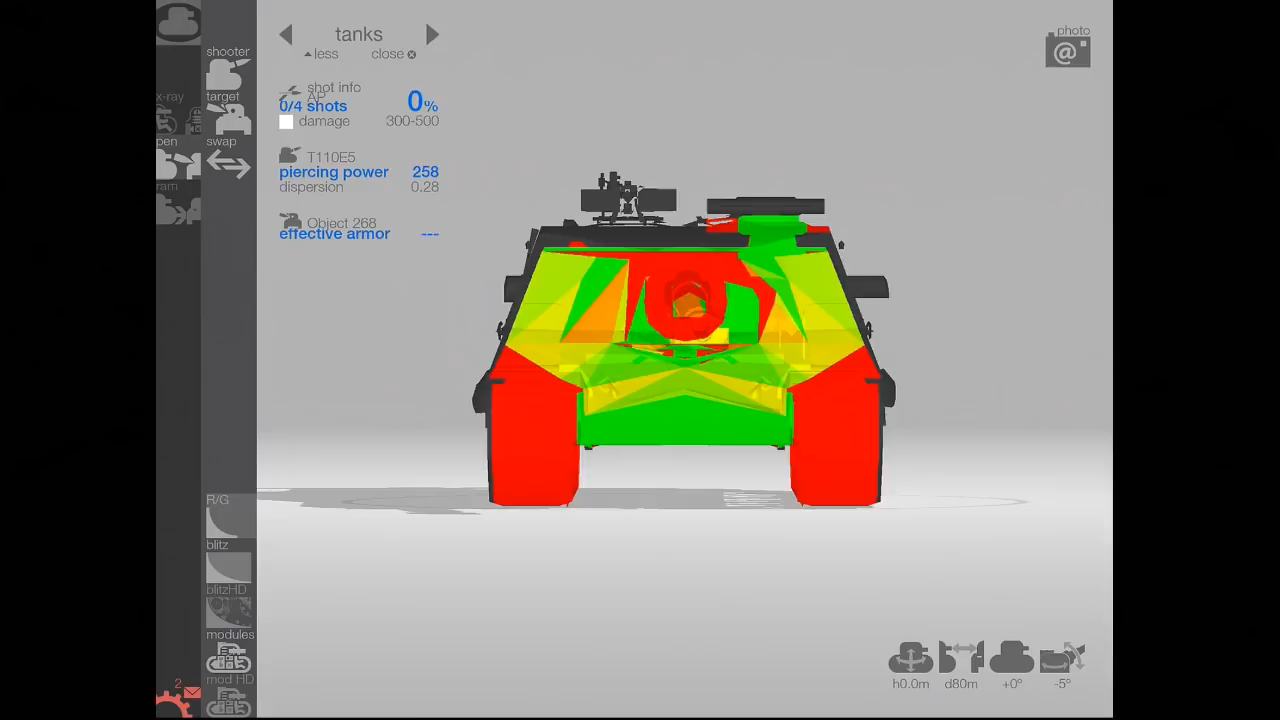 shooter
x-ray
target
pen
swap
ram
R/G
blitz
blitzHD
modules
mod HD
2
tanks
less
close
shot info
AP
0/4 shots
0%
damage 300-500
T110E5
piercing power 258
dispersion 0.28
Object 268
effective armor ---
photo
@
h0.0m
d80m
+0°
-5°